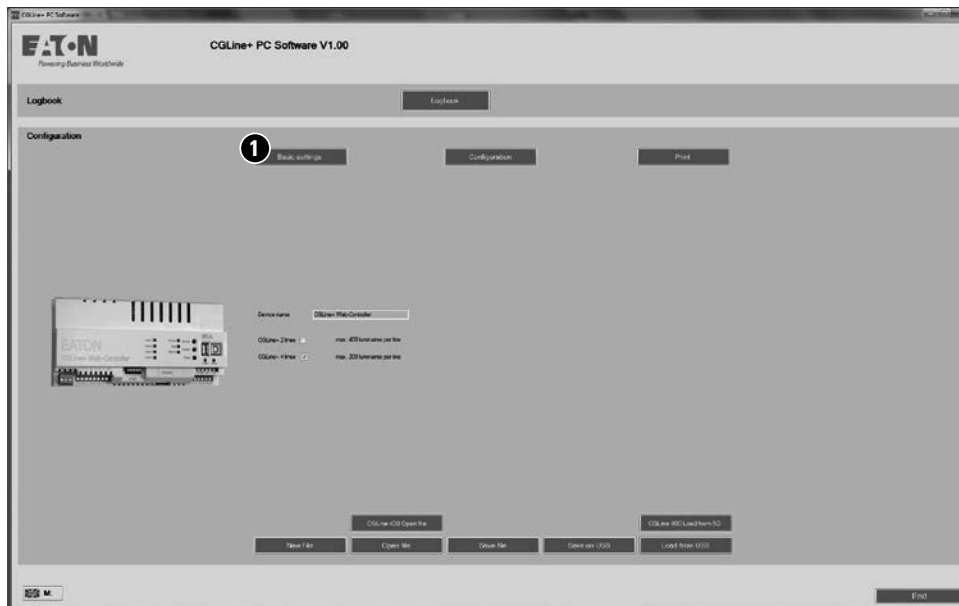 CGLine+ PC Software
EATON
Powering Business Worldwide
CGLine+ PC Software V1.00
Logbook
Logbook
Configuration
1
Basic settings
Configuration
Print
EATON
CGLine+ Web-Controller
Device name
CGLine+ Web-Controller
CGLine+ 2 lines
max. 400 luminaires per line
CGLine+ 4 lines
max. 200 luminaires per line
CGLine 400 Open file
CGLine 400 Load from SD
New File
Open file
Save file
Save on USB
Load from USB
M.
End